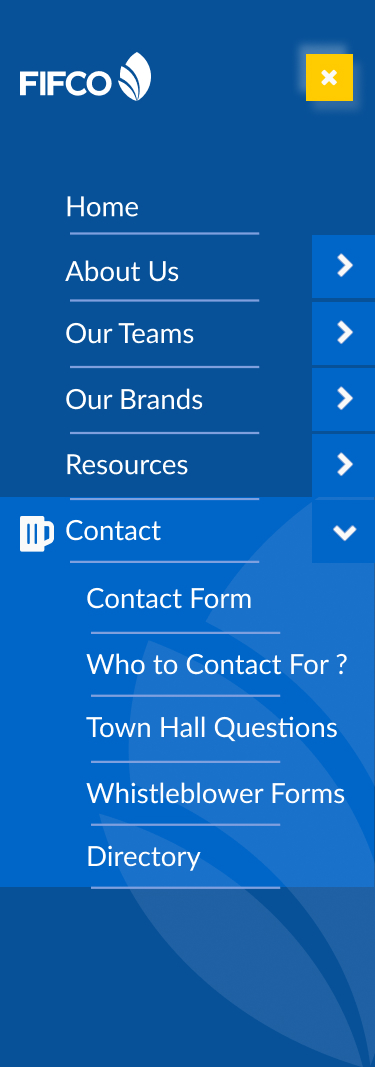 FIFCO
Home
About Us
Our Teams
Our Brands
Resources
Contact
Contact Form
Who to Contact For ?
Town Hall Questions
Whistleblower Forms
Directory